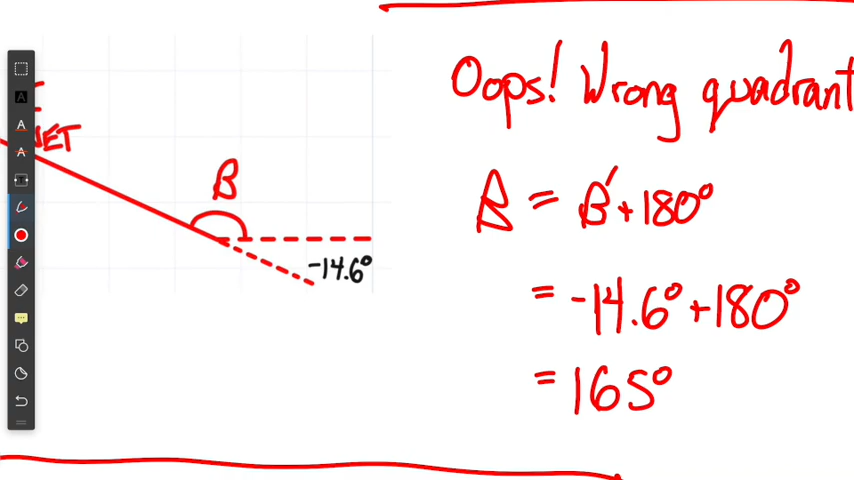 Oops! Wrong quadrant
NET
B
-14.6°
B = B'+180°
= -14.6°+180°
= 165°